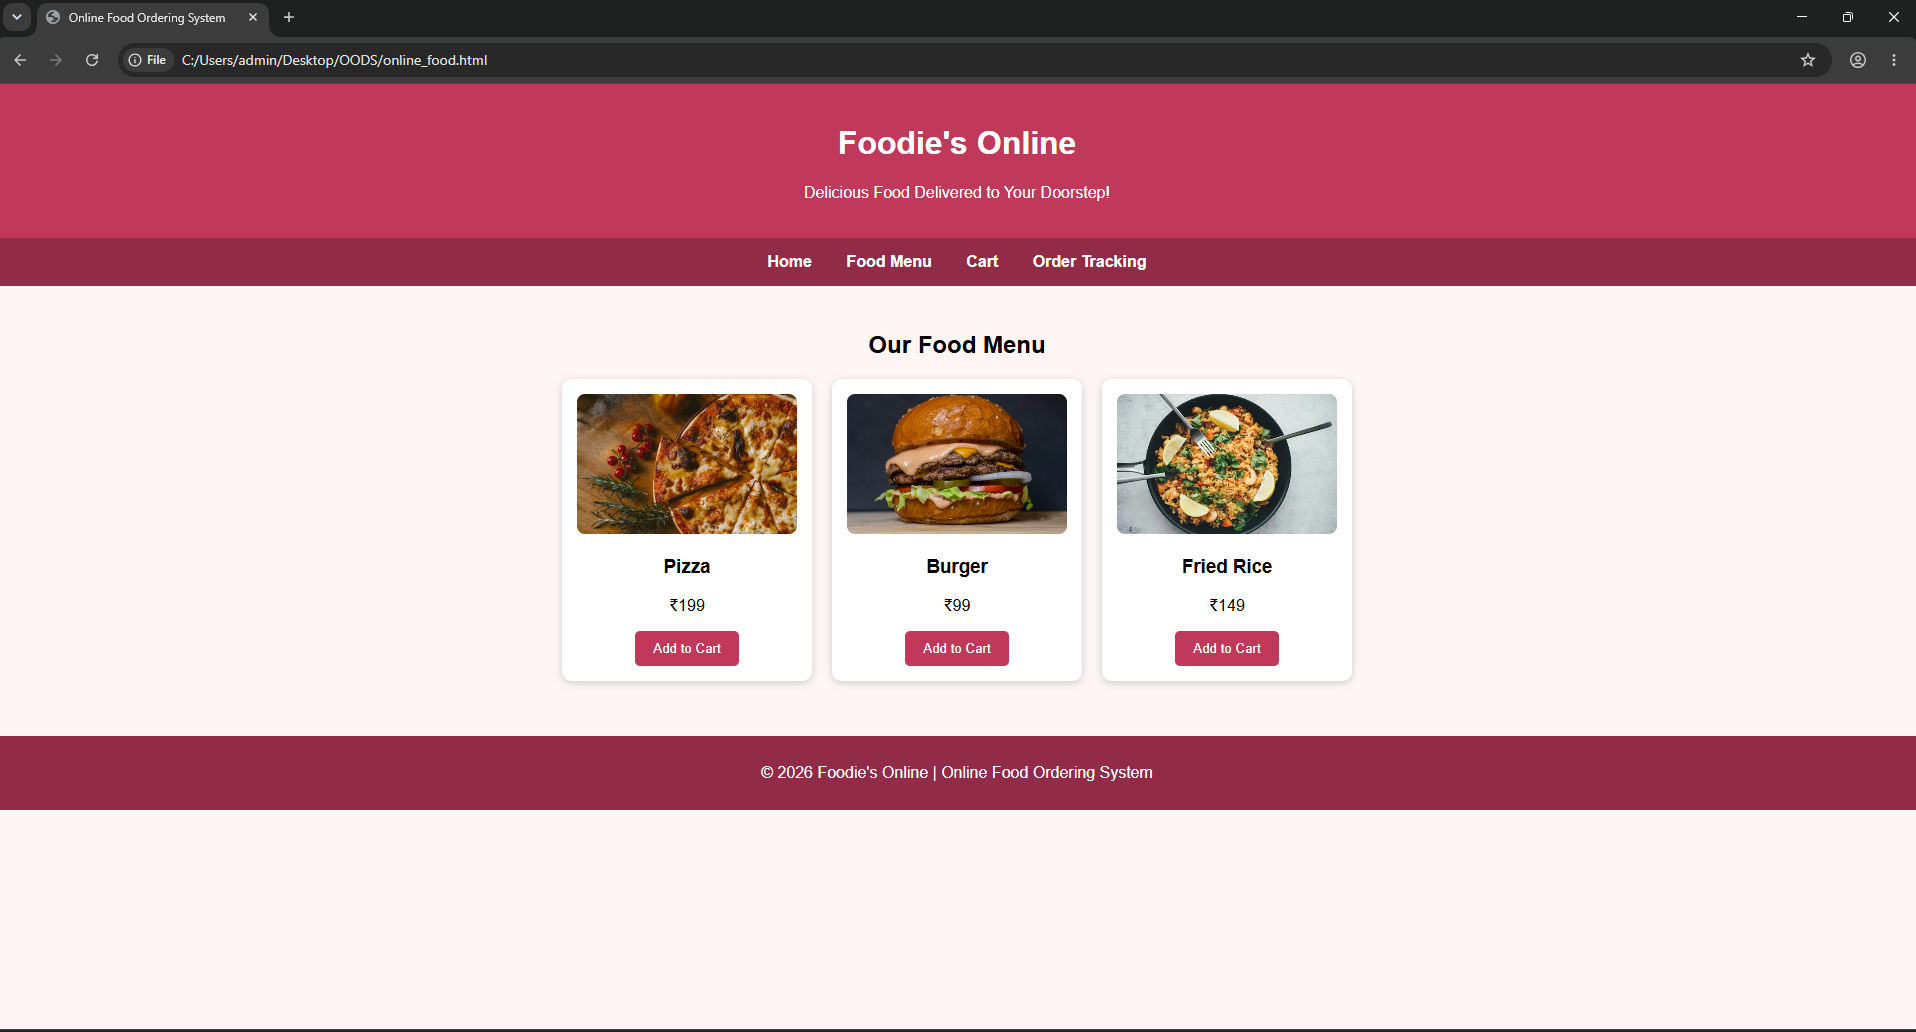 Online Food Ordering System
File C:/Users/admin/Desktop/OODS/online_food.html
Foodie's Online
Delicious Food Delivered to Your Doorstep!
Home Food Menu Cart Order Tracking
Our Food Menu
Pizza
₹199
Add to Cart
Burger
₹99
Add to Cart
Fried Rice
₹149
Add to Cart
© 2026 Foodie's Online | Online Food Ordering System